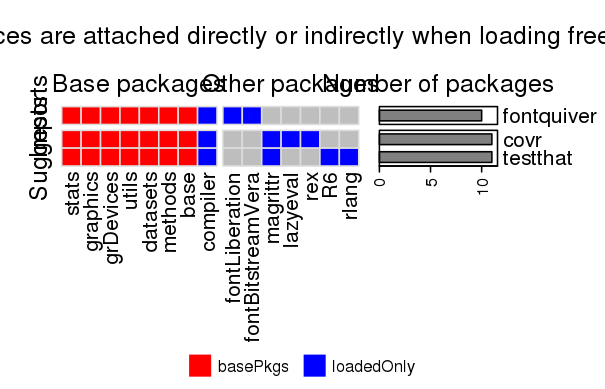 ces are attached directly or indirectly when loading free
Base packages Other packages Number of packages
Imports
Suggests
fontquiver
covr
testthat
stats
graphics
grDevices
utils
datasets
methods
base
compiler
fontLiberation
fontBitstreamVera
magrittr
lazyeval
rex
R6
rlang
0 5 10
basePkgs loadedOnly